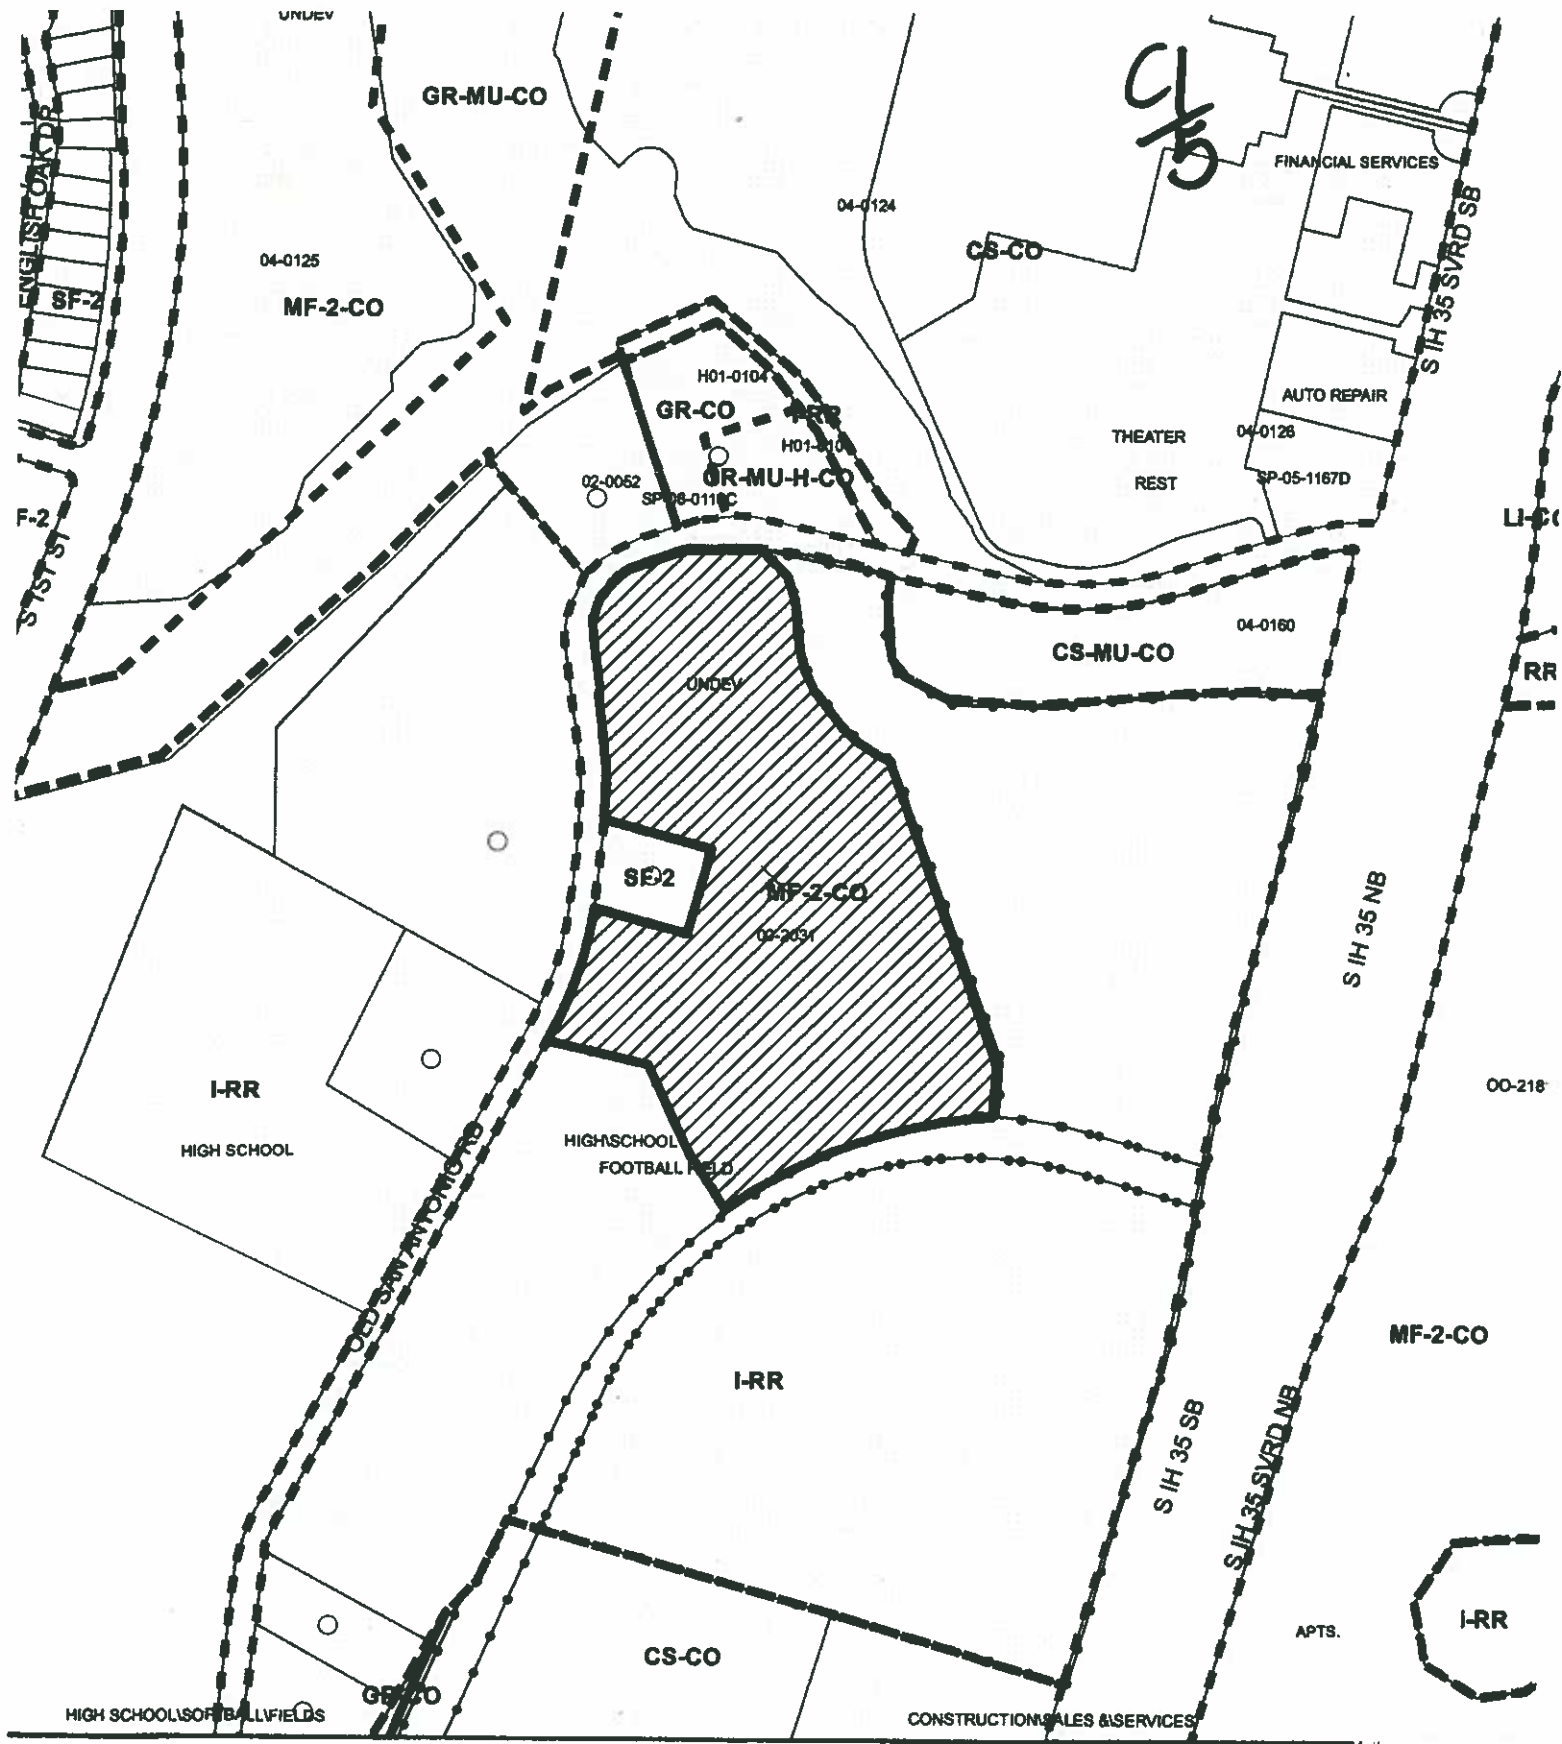 UNDEV
GR-MU-CO
C15
FINANCIAL SERVICES
ENGLISH OAK DR
04-0124
S IH 35 SVRD SB
04-0125
CS-CO
SF-2
MF-2-CO
H01-0104
AUTO REPAIR
GR-CO
THEATER
04-0126
REST
SP-05-1167D
GR-MU-H-CO
02-0052
F-2
S 1ST ST
04-0160
CS-MU-CO
RR
UNDEV
SF-2
MF-2-CO
S IH 35 NB
I-RR
OO-218
HIGH SCHOOL
HIGH\SCHOOL
FOOTBALL FIELD
OLD SAN ANTONIO RD
MF-2-CO
I-RR
S IH 35 SB
S IH 35 SVRD NB
I-RR
APTS.
CS-CO
HIGH SCHOOL\SOFTBALL\FIELDS
CONSTRUCTION\SALES &\SERVICES